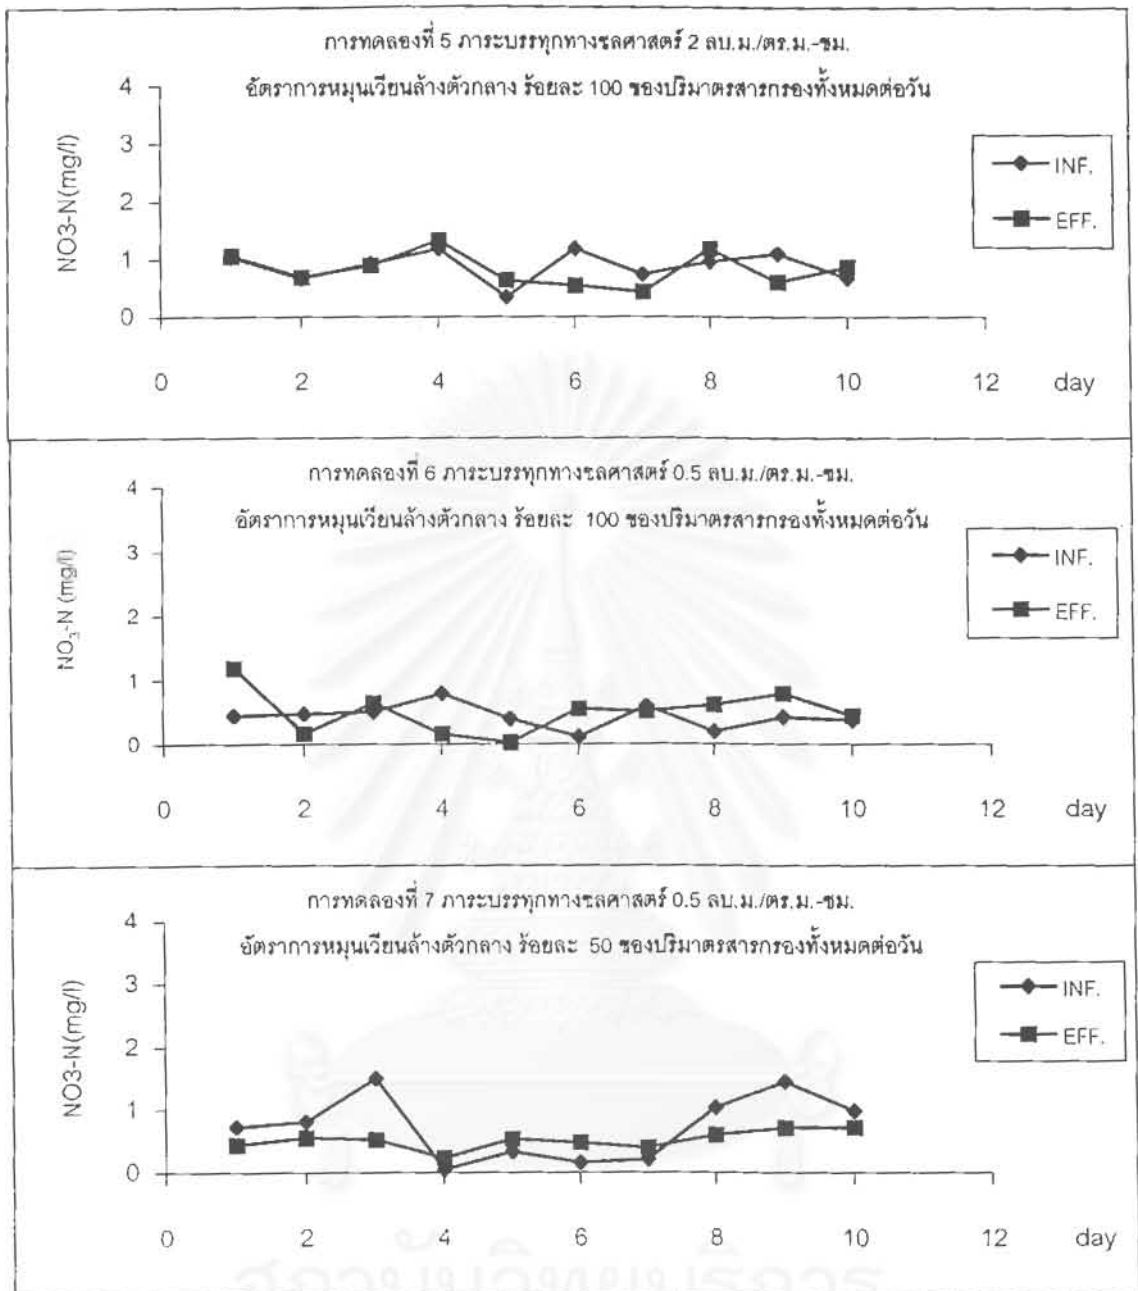 การทดลองที่ 5 ภาระบรรทุกทางชลศาสตร์ 2 ลบ.ม./ตร.ม.-ชม.
อัตราการหมุนเวียนล้างตัวกลาง ร้อยละ 100 ของปริมาตรสารกรองทั้งหมดต่อวัน
NO3-N(mg/l)
4
3
2
1
0
INF.
EFF.
0 2 4 6 8 10 12 day
การทดลองที่ 6 ภาระบรรทุกทางชลศาสตร์ 0.5 ลบ.ม./ตร.ม.-ชม.
อัตราการหมุนเวียนล้างตัวกลาง ร้อยละ 100 ของปริมาตรสารกรองทั้งหมดต่อวัน
NO₃-N (mg/l)
4
3
2
1
0
INF.
EFF.
0 2 4 6 8 10 12 day
การทดลองที่ 7 ภาระบรรทุกทางชลศาสตร์ 0.5 ลบ.ม./ตร.ม.-ชม.
อัตราการหมุนเวียนล้างตัวกลาง ร้อยละ 50 ของปริมาตรสารกรองทั้งหมดต่อวัน
NO3-N(mg/l)
4
3
2
1
0
INF.
EFF.
0 2 4 6 8 10 12 day
สถาบันวิทยบริการ